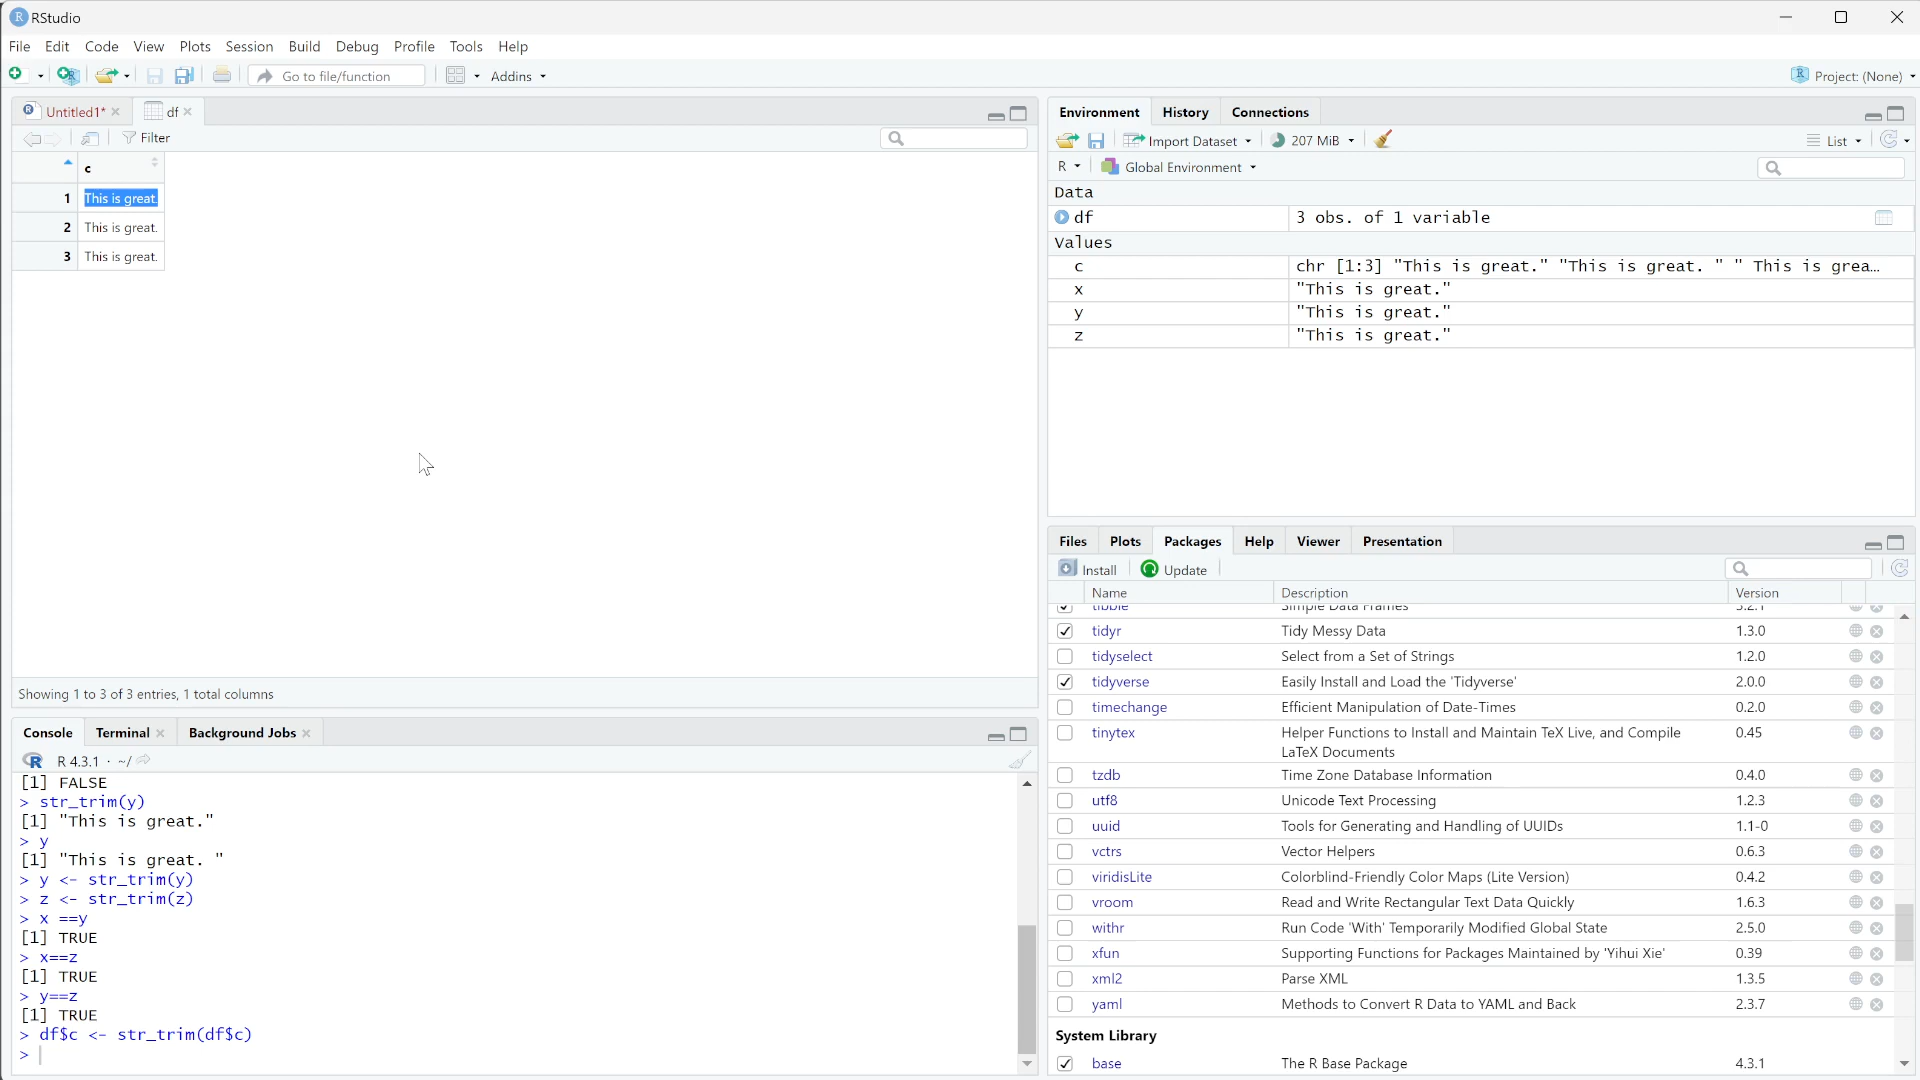 RStudio
File Edit Code View Plots Session Build Debug Profile Tools Help
Go to file/function Addins Project: (None)
Untitled1* df
Filter
c
1 This is great.
2 This is great.
3 This is great.
Showing 1 to 3 of 3 entries, 1 total columns
Console Terminal Background Jobs
R 4.3.1 · ~/
[1] FALSE
> str_trim(y)
[1] "This is great."
> y
[1] "This is great. "
> y <- str_trim(y)
> z <- str_trim(z)
> x ==y
[1] TRUE
> x==z
[1] TRUE
> y==z
[1] TRUE
> df$c <- str_trim(df$c)
>
Environment History Connections
Import Dataset 207 MiB List
R Global Environment
Data
df 3 obs. of 1 variable
Values
c chr [1:3] "This is great." "This is great. " " This is grea…
x "This is great."
y "This is great."
z "This is great."
Files Plots Packages Help Viewer Presentation
Install Update
Name Description Version
tibble Simple Data Frames 3.2.1
tidyr Tidy Messy Data 1.3.0
tidyselect Select from a Set of Strings 1.2.0
tidyverse Easily Install and Load the 'Tidyverse' 2.0.0
timechange Efficient Manipulation of Date-Times 0.2.0
tinytex Helper Functions to Install and Maintain TeX Live, and Compile 0.45
LaTeX Documents
tzdb Time Zone Database Information 0.4.0
utf8 Unicode Text Processing 1.2.3
uuid Tools for Generating and Handling of UUIDs 1.1-0
vctrs Vector Helpers 0.6.3
viridisLite Colorblind-Friendly Color Maps (Lite Version) 0.4.2
vroom Read and Write Rectangular Text Data Quickly 1.6.3
withr Run Code 'With' Temporarily Modified Global State 2.5.0
xfun Supporting Functions for Packages Maintained by 'Yihui Xie' 0.39
xml2 Parse XML 1.3.5
yaml Methods to Convert R Data to YAML and Back 2.3.7
System Library
base The R Base Package 4.3.1